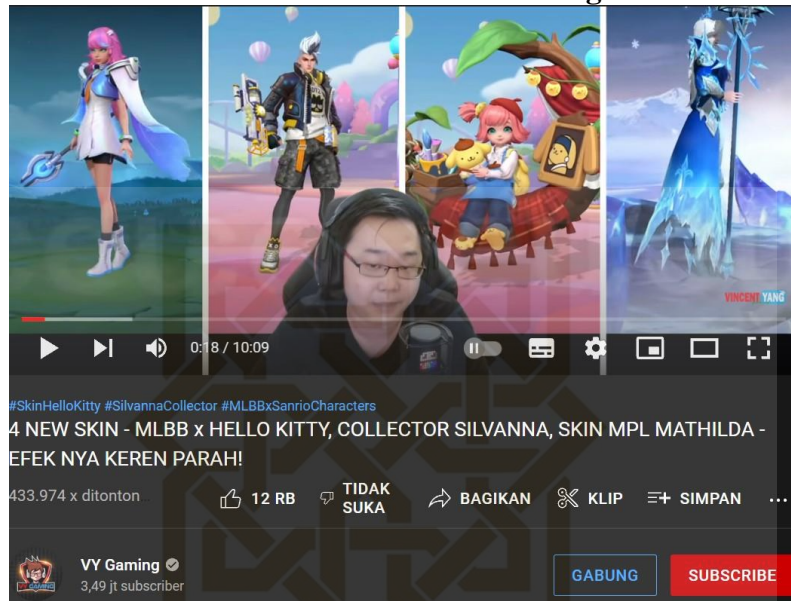 VINCENT YANG
0:18 / 10:09
#SkinHelloKitty #SilvannaCollector #MLBBxSanrioCharacters
4 NEW SKIN - MLBB x HELLO KITTY, COLLECTOR SILVANNA, SKIN MPL MATHILDA -
EFEK NYA KEREN PARAH!
433.974 x ditonton
12 RB
TIDAK
SUKA
BAGIKAN
KLIP
SIMPAN
VY Gaming
VY GAMING
3,49 jt subscriber
GABUNG
SUBSCRIBE